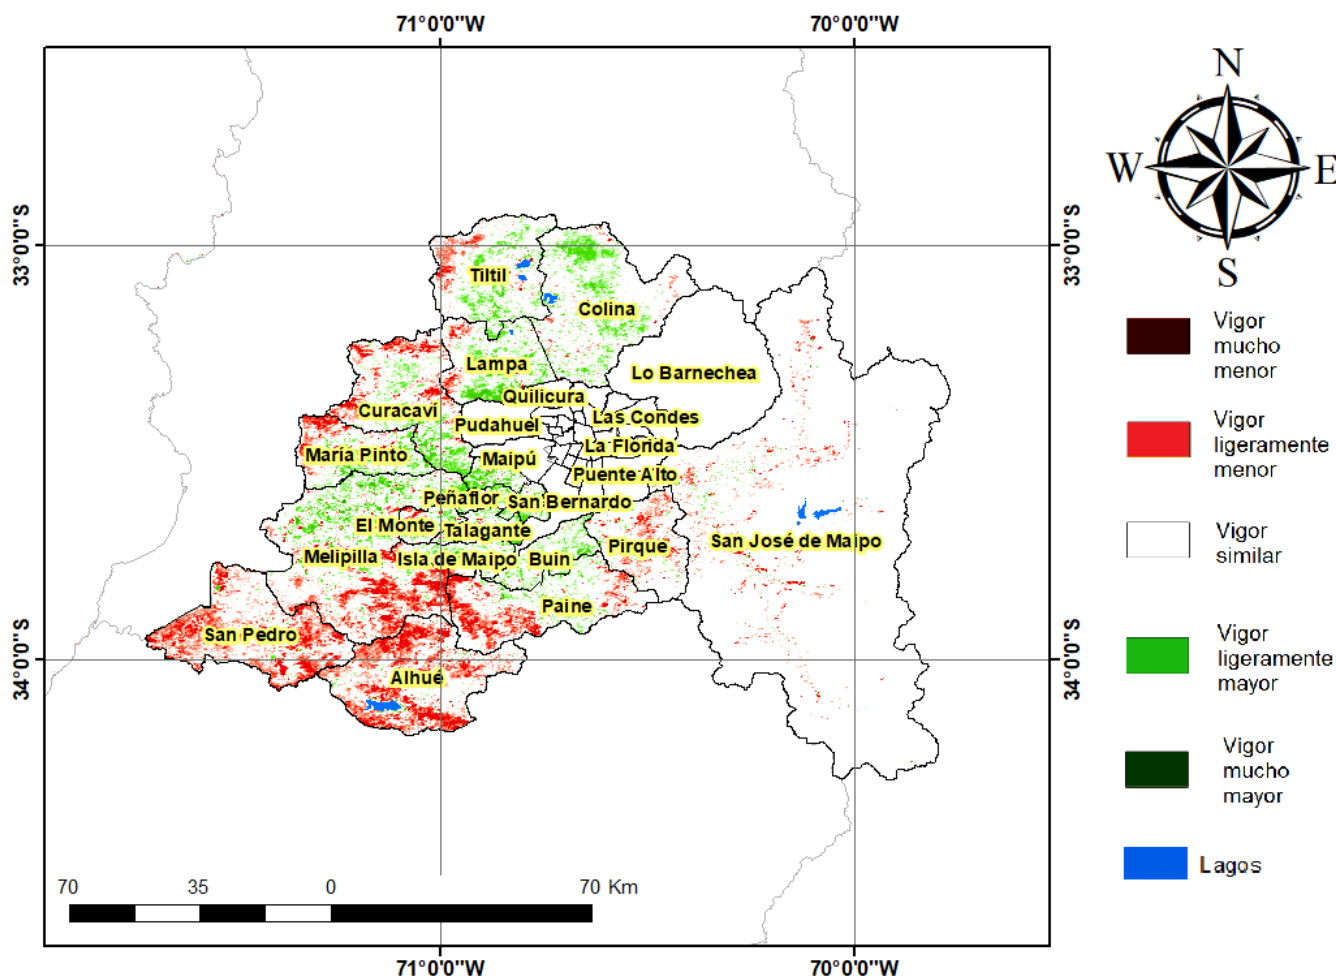 71°0'0"W
70°0'0"W
33°0'0"S
33°0'0"S
34°0'0"S
34°0'0"S
71°0'0"W
70°0'0"W
Tiltil
Colina
Lampa
Lo Barnechea
Quilicura
Curacaví
Las Condes
Pudahuel
La Florida
María Pinto
Maipú
Puente Alto
Peñaflor
San Bernardo
El Monte
Talagante
San José de Maipo
Pirque
Melipilla
Isla de Maipo
Buin
Paine
San Pedro
Alhué
70
35
0
70 Km
N
W
E
S
Vigor
mucho
menor
Vigor
ligeramente
menor
Vigor
similar
Vigor
ligeramente
mayor
Vigor
mucho
mayor
Lagos